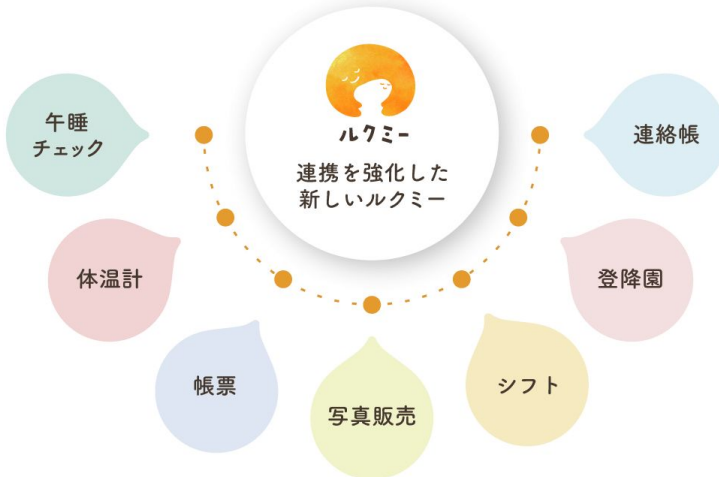 ルクミー
連携を強化した
新しいルクミー
午睡
チェック
体温計
帳票
写真販売
シフト
登降園
連絡帳